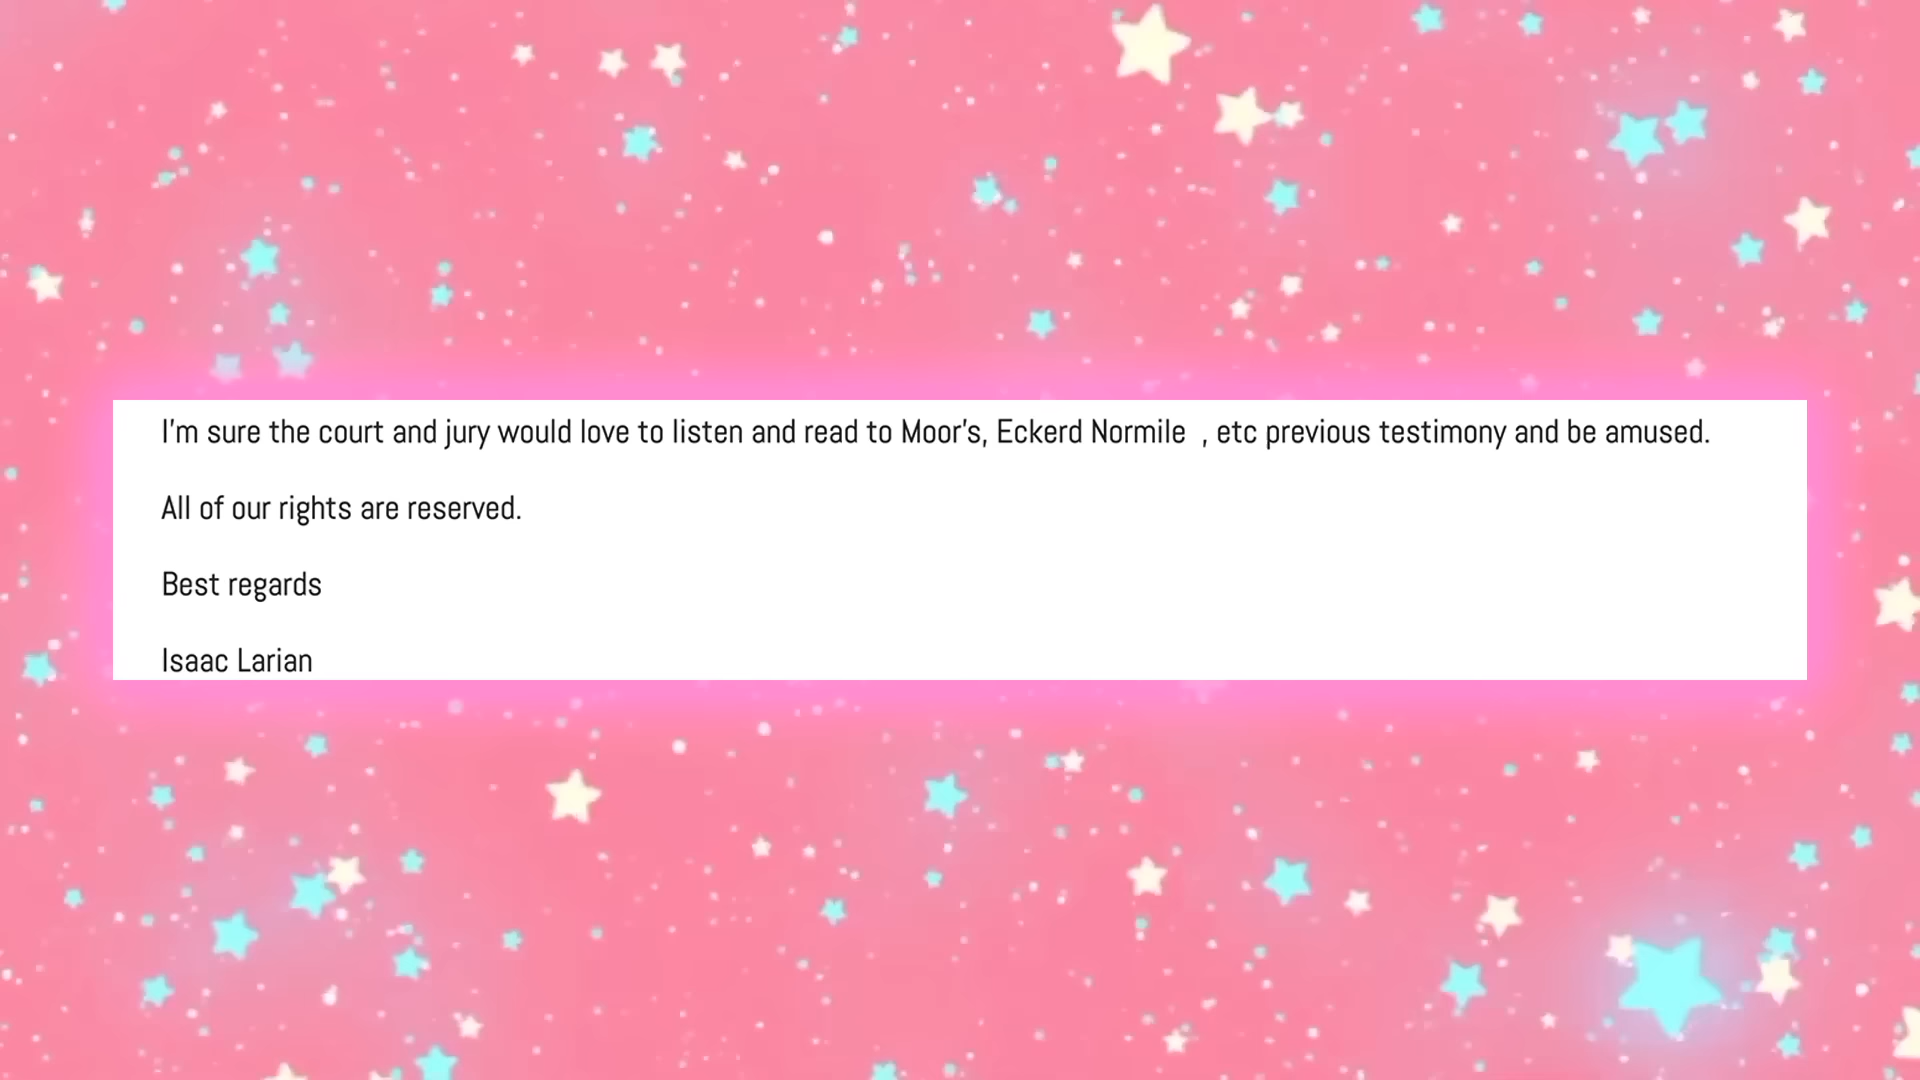 I'm sure the court and jury would love to listen and read to Moor's, Eckerd Normile  , etc previous testimony and be amused.
All of our rights are reserved.
Best regards
Isaac Larian